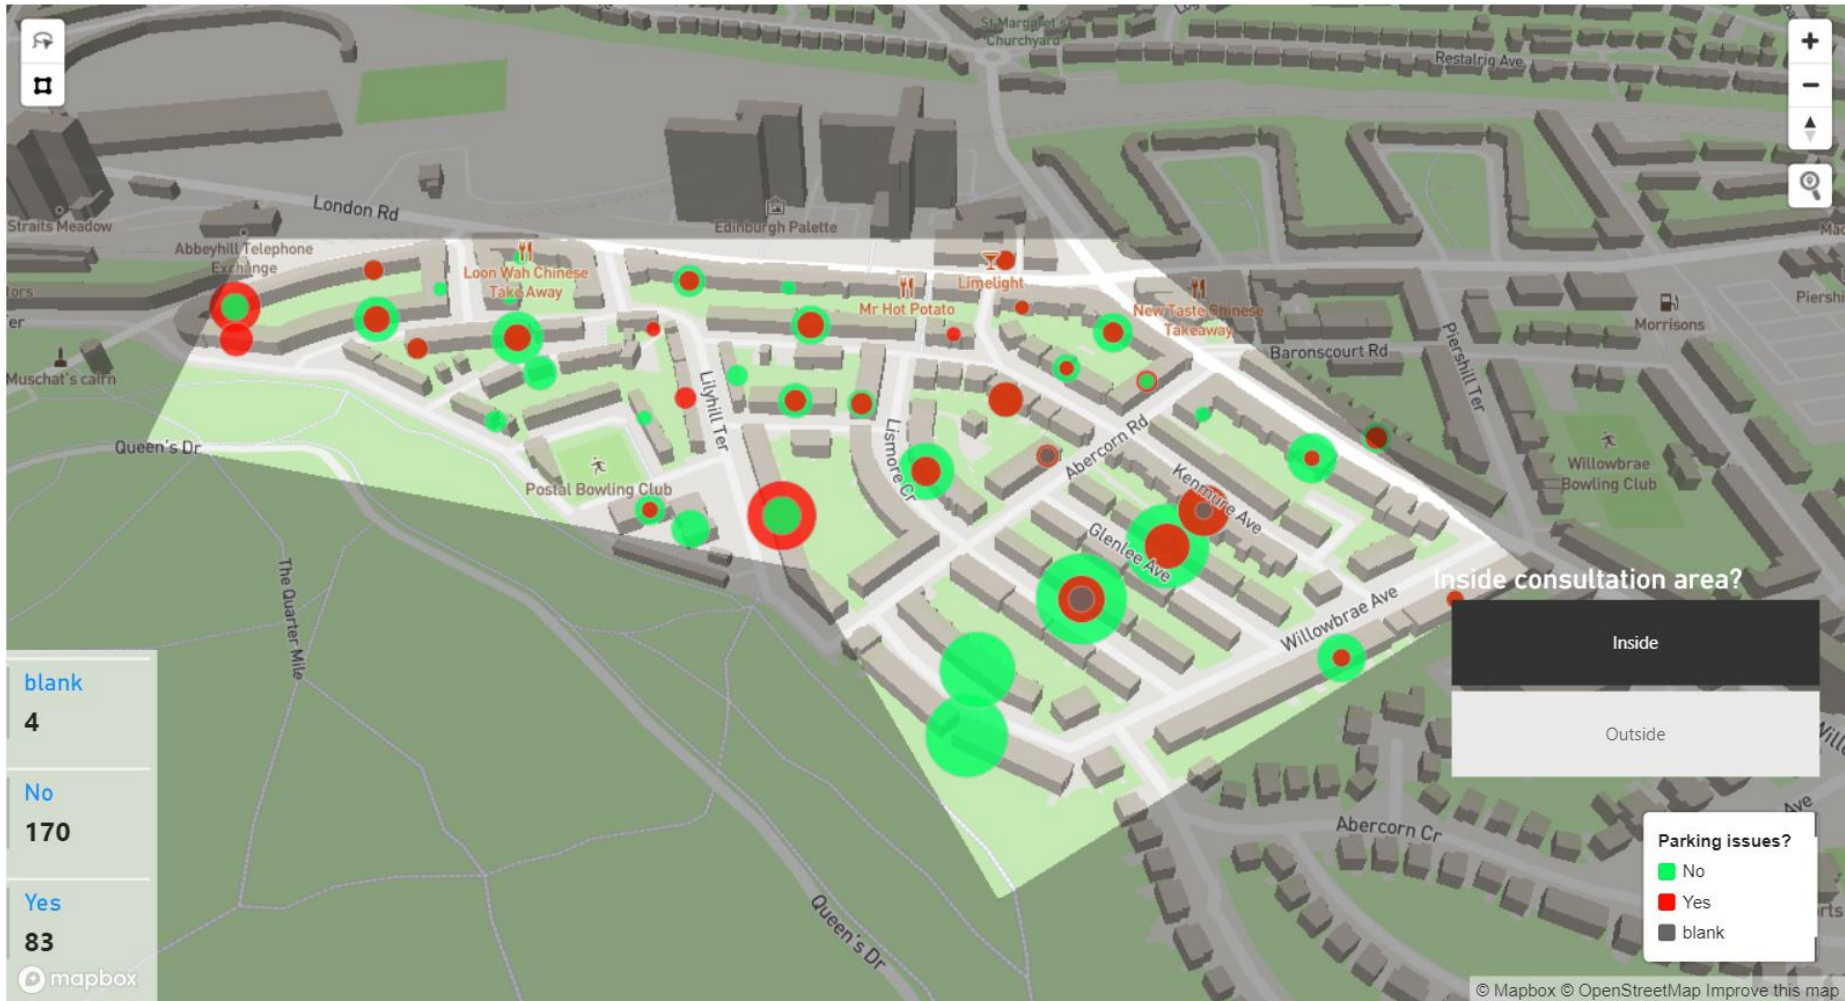 St Margaret's
Churchyard
Restalrig Ave
London Rd
Straits Meadow
Edinburgh Palette
Abbeyhill Telephone
Exchange
Loon Wah Chinese
Take Away
Limelight
Mr Hot Potato
New Taste Chinese
Takeaway
Morrisons
Piershill Ter
Baronscourt Rd
Muschat's cairn
Lilyhill Ter
Lismore Cr
Abercorn Rd
Queen's Dr
Kenmure Ave
Willowbrae
Bowling Club
Postal Bowling Club
Glenlee Ave
The Quarter Mile
Inside consultation area?
Willowbrae Ave
Inside
Outside
blank
4
No
170
Yes
83
Abercorn Cr
Ave
Queen's Dr
Parking issues?
No
Yes
blank
mapbox
© Mapbox © OpenStreetMap Improve this map